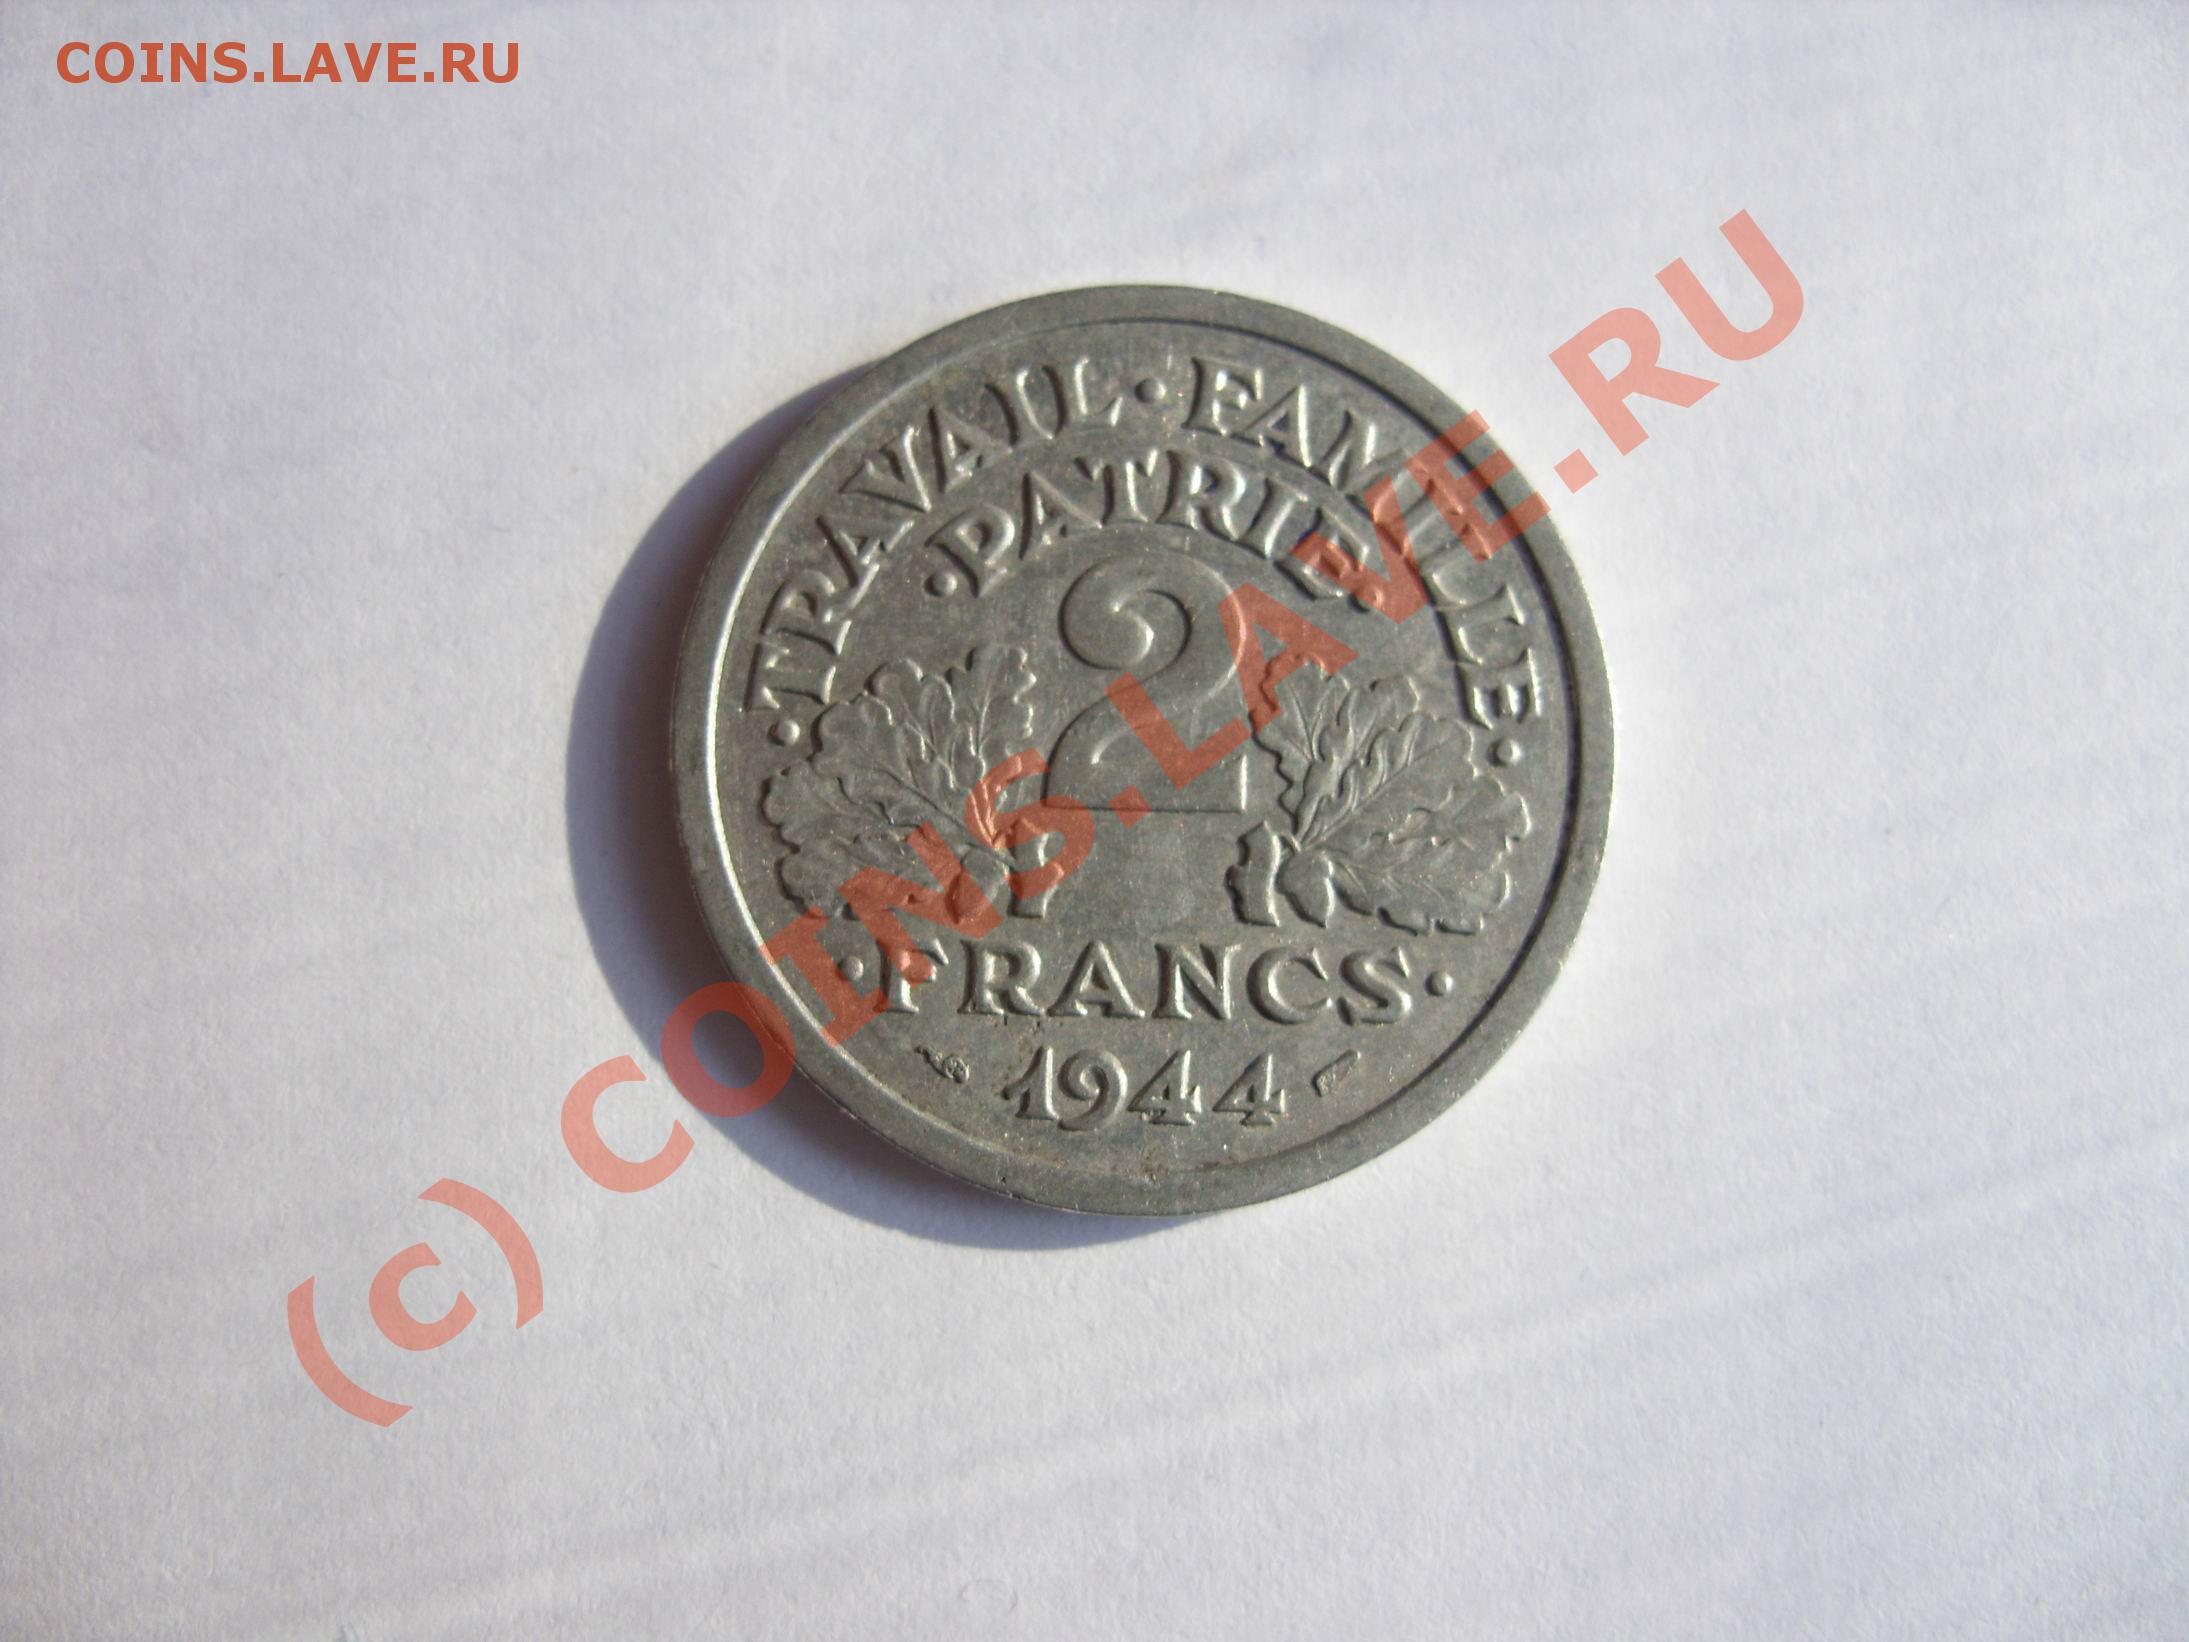 COINS.LAVE.RU
·TRAVAIL·FAMILLE·
·PATRIE·
2
·FRANCS·
1944
(c) COINS.LAVE.RU